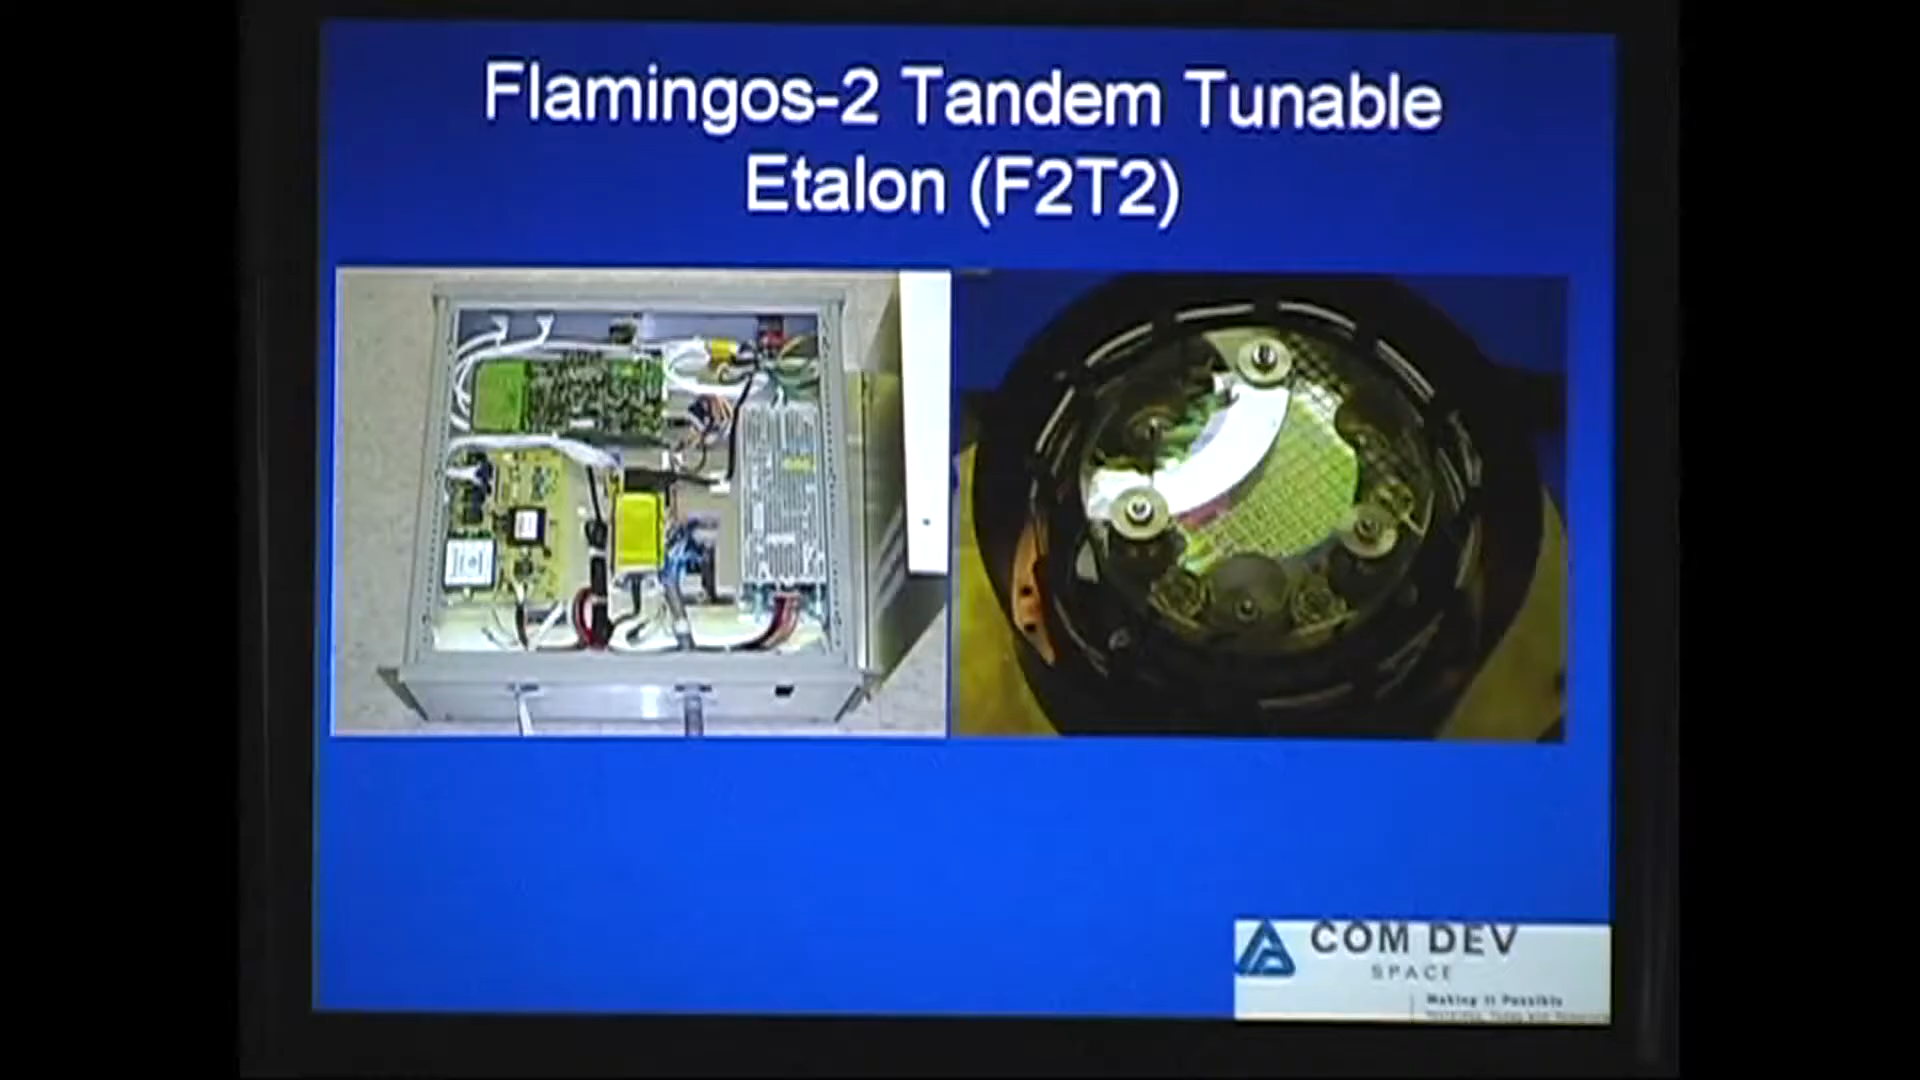 Flamingos-2 Tandem Tunable
Etalon (F2T2)
COM DEV
SPACE
Making it Possible